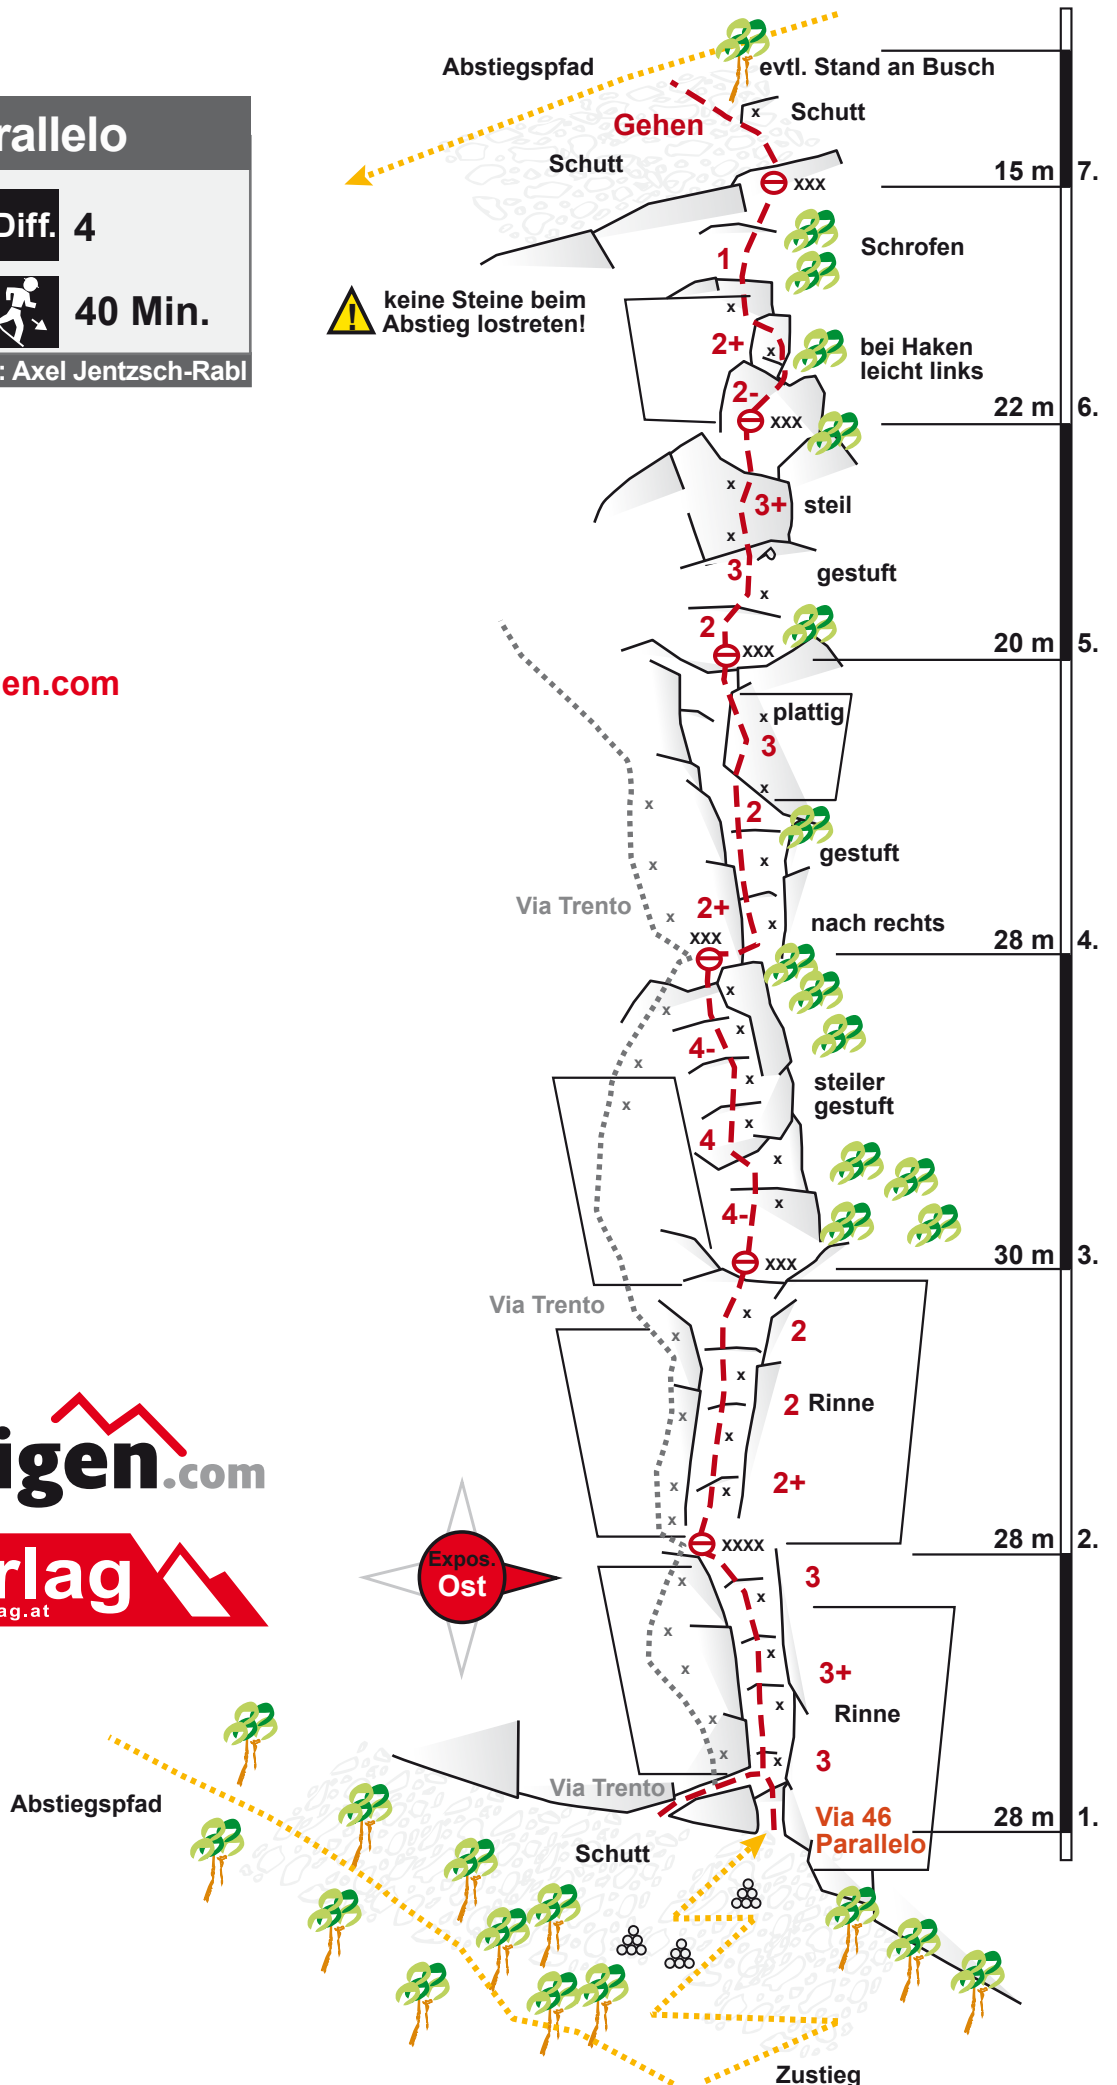 Abstiegspfad
evtl. Stand an Busch
Schutt
Gehen
Schutt
xxx
15 m 7.
rallelo
Diff. 4
40 Min.
: Axel Jentzsch-Rabl
Schrofen
1
keine Steine beim
Abstieg lostreten!
2+
bei Haken
leicht links
2-
xxx
22 m 6.
3+ steil
3
gestuft
2
xxx
20 m 5.
en.com
plattig
3
2
gestuft
Via Trento
2+
nach rechts
xxx
28 m 4.
4-
steiler
gestuft
4
4-
xxx
30 m 3.
Via Trento
2
2 Rinne
2+
igen.com
xxxx
28 m 2.
rlag
ag.at
Expos.
Ost
3
3+
Rinne
3
Via Trento
Abstiegspfad
Via 46
Parallelo
28 m 1.
Schutt
Zustieg